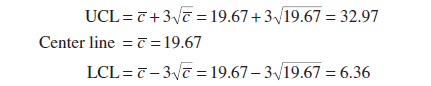 UCL = c̅ + 3√c̅ = 19.67 + 3√19.67 = 32.97
Center line = c̅ = 19.67
LCL = c̅ − 3√c̅ = 19.67 − 3√19.67 = 6.36